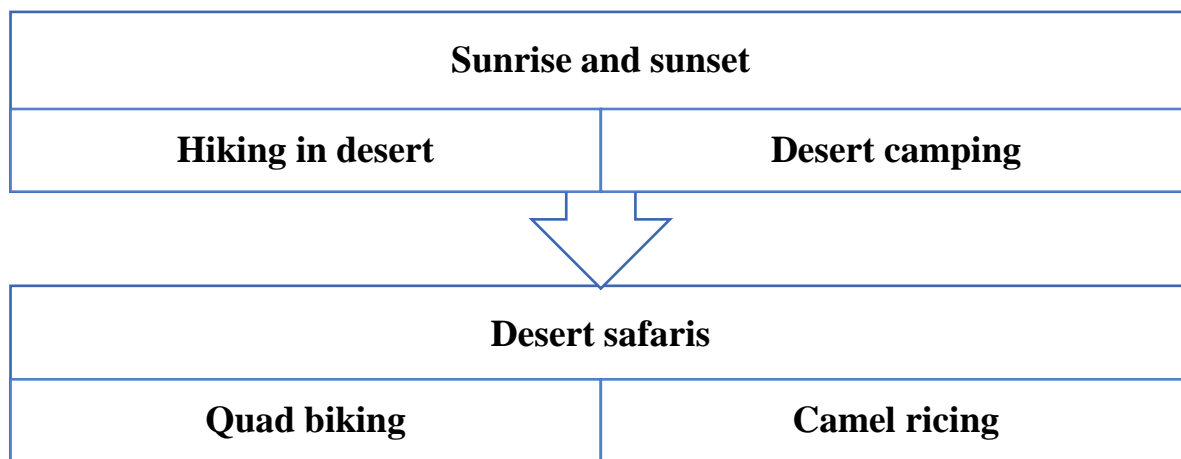 Sunrise and sunset
Hiking in desert
Desert camping
Desert safaris
Quad biking
Camel ricing